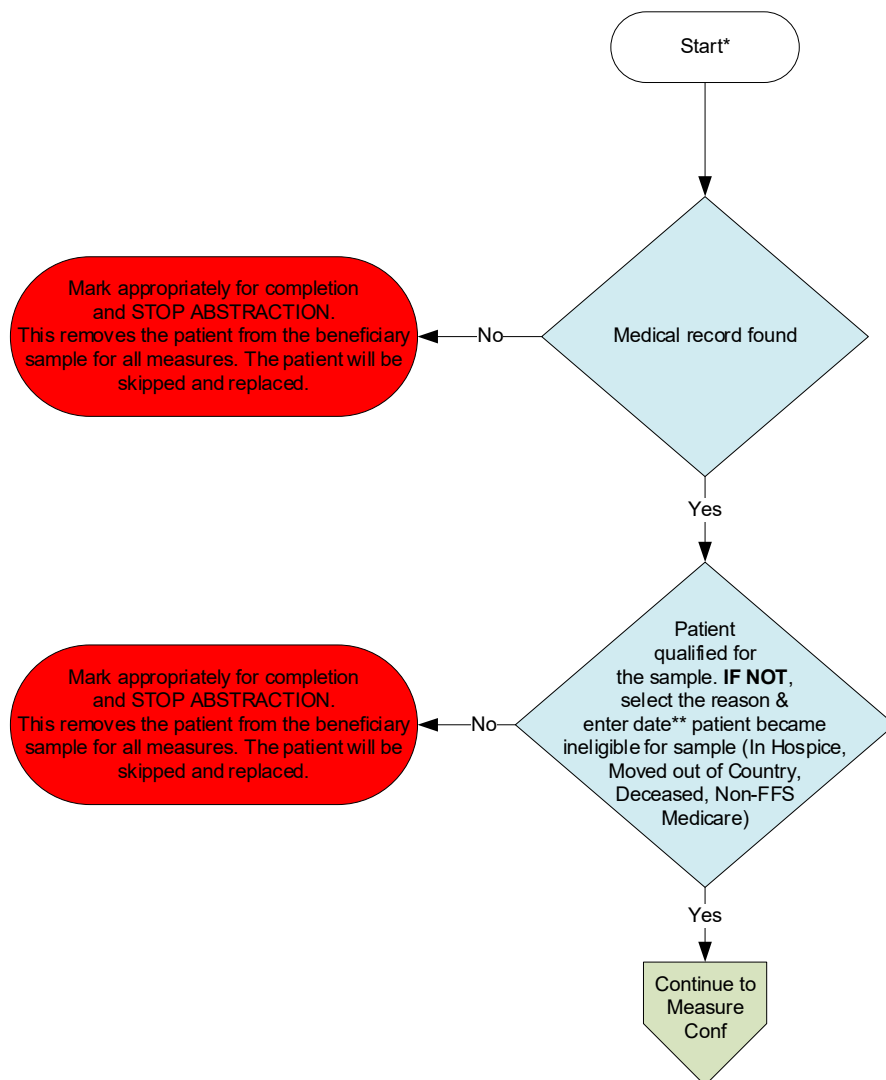 Start*
Medical record found
No
Mark appropriately for completion
and STOP ABSTRACTION.
This removes the patient from the beneficiary
sample for all measures. The patient will be
skipped and replaced.
Yes
Patient
qualified for
the sample. IF NOT,
select the reason &
enter date** patient became
ineligible for sample (In Hospice,
Moved out of Country,
Deceased, Non-FFS
Medicare)
No
Mark appropriately for completion
and STOP ABSTRACTION.
This removes the patient from the beneficiary
sample for all measures. The patient will be
skipped and replaced.
Yes
Continue to
Measure
Conf